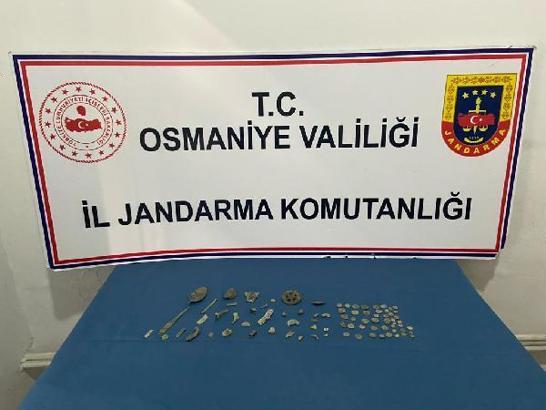 T.C.
OSMANİYE VALİLİĞİ
İL JANDARMA KOMUTANLIĞI
JANDARMA